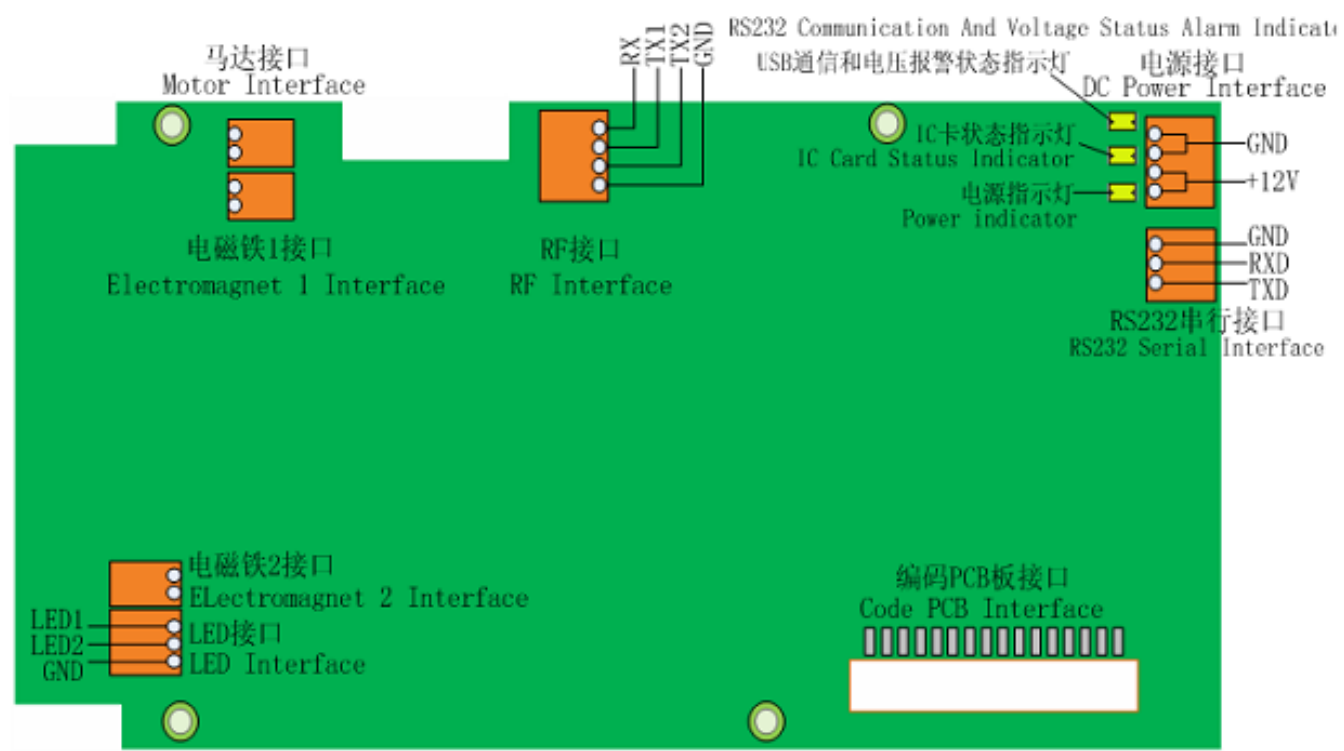 马达接口
Motor Interface
RX
TX1
TX2
GND
RS232 Communication And Voltage Status Alarm Indicat
USB通信和电压报警状态指示灯
电源接口
DC Power Interface
IC卡状态指示灯
IC Card Status Indicator
电源指示灯
Power indicator
GND
+12V
GND
RXD
TXD
RS232串行接口
RS232 Serial Interface
电磁铁1接口
Electromagnet 1 Interface
RF接口
RF Interface
电磁铁2接口
ELectromagnet 2 Interface
LED1
LED2
GND
LED接口
LED Interface
编码PCB板接口
Code PCB Interface